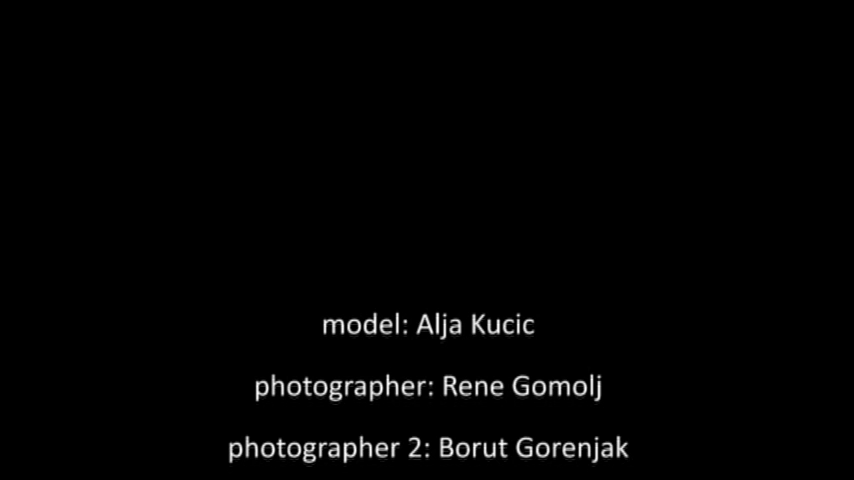 model: Alja Kucic
photographer: Rene Gomolj
photographer 2: Borut Gorenjak